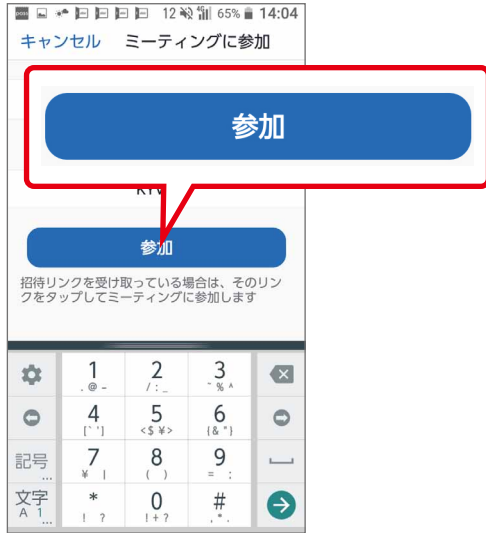 12 4G 65% 14:04
キャンセル ミーティングに参加
参加
参加
招待リンクを受け取っている場合は、そのリン
クをタップしてミーティングに参加します
1 2 3
. @ - / : _ ` % ^
4 5 6
[ ' ' ] <$ ¥> {& " }
記号 7 8 9
... ¥ | ( ) = :
文字 * 0 #
A 1 ... ! ? ! + ? , " .